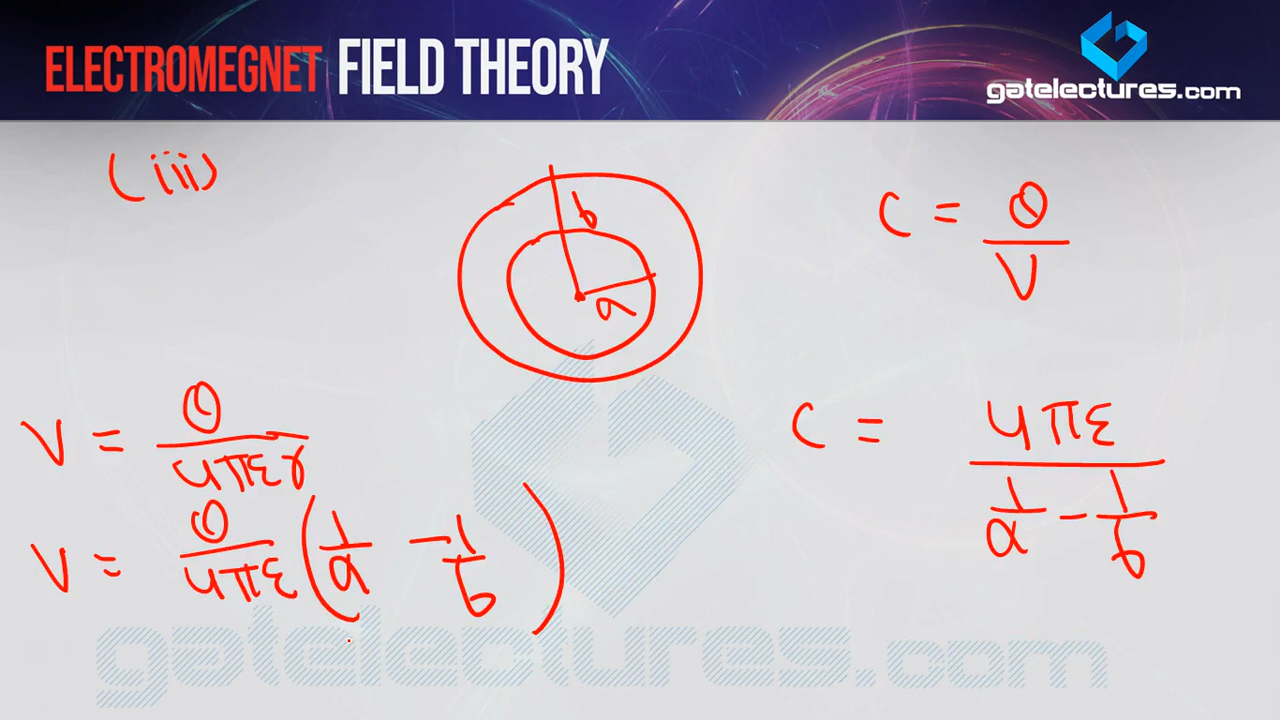 ELECTROMEGNET FIELD THEORY
gatelectures.com
(iii)
b
a
C = Q / V
V = Q / 4πεr
C = 4πε / (1/a - 1/b)
V = Q / 4πε (1/a - 1/b)
gatelectures.com